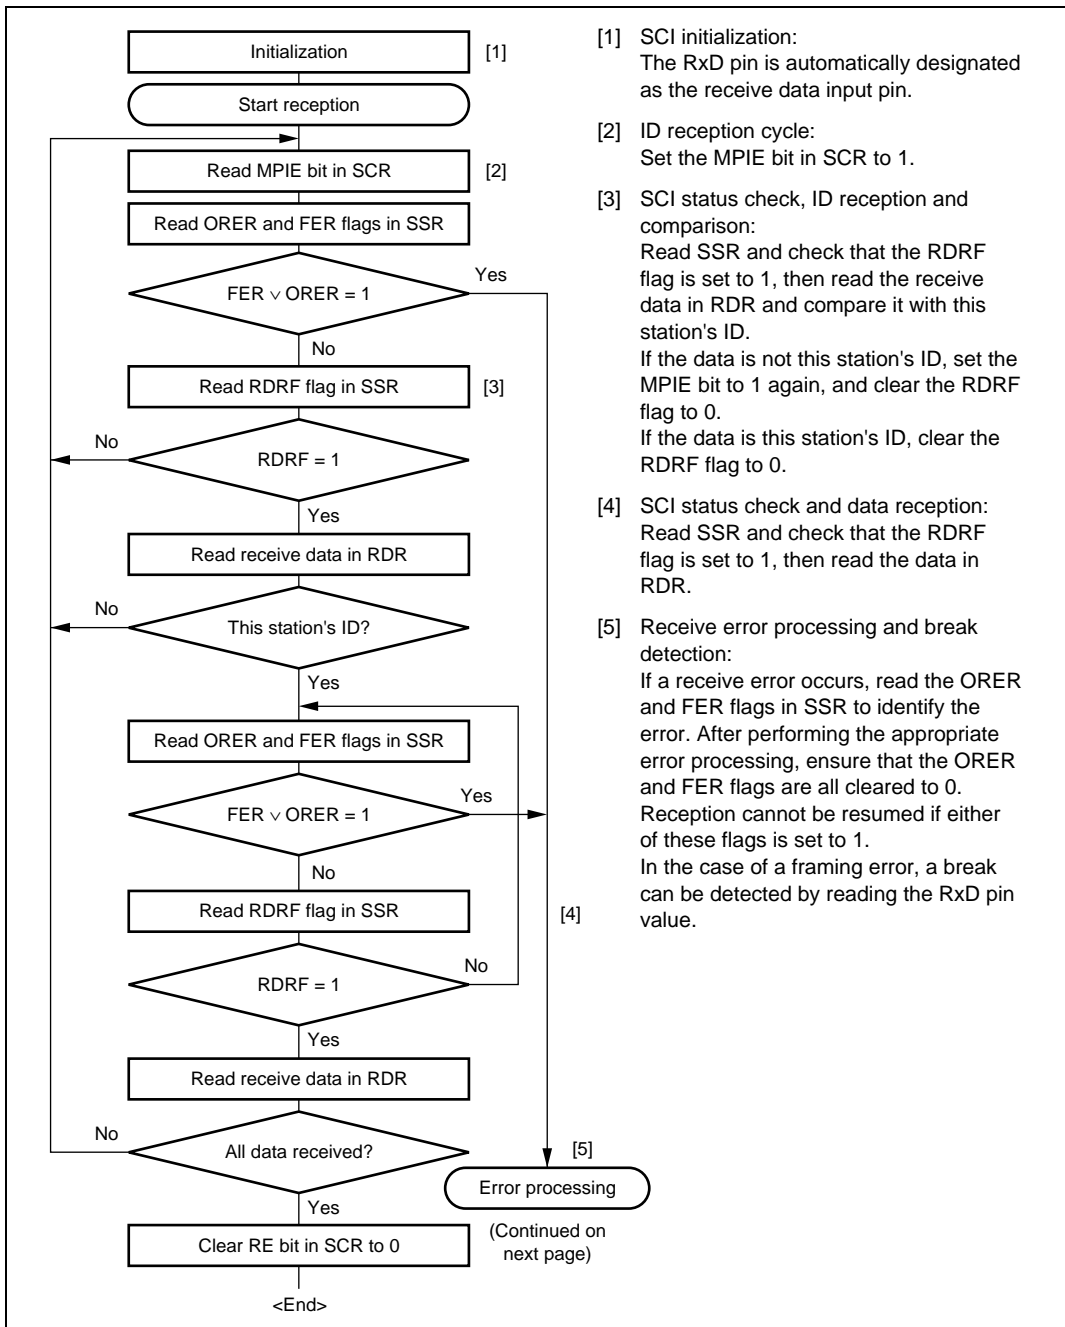 Initialization
[1]
Start reception
Read MPIE bit in SCR
[2]
Read ORER and FER flags in SSR
FER ∨ ORER = 1
Yes
No
Read RDRF flag in SSR
[3]
RDRF = 1
No
Yes
Read receive data in RDR
This station's ID?
No
Yes
Read ORER and FER flags in SSR
FER ∨ ORER = 1
Yes
No
Read RDRF flag in SSR
[4]
RDRF = 1
No
Yes
Read receive data in RDR
All data received?
No
Yes
[5]
Error processing
(Continued on
next page)
Clear RE bit in SCR to 0
<End>
[1] SCI initialization:
The RxD pin is automatically designated
as the receive data input pin.
[2] ID reception cycle:
Set the MPIE bit in SCR to 1.
[3] SCI status check, ID reception and
comparison:
Read SSR and check that the RDRF
flag is set to 1, then read the receive
data in RDR and compare it with this
station's ID.
If the data is not this station's ID, set the
MPIE bit to 1 again, and clear the RDRF
flag to 0.
If the data is this station's ID, clear the
RDRF flag to 0.
[4] SCI status check and data reception:
Read SSR and check that the RDRF
flag is set to 1, then read the data in
RDR.
[5] Receive error processing and break
detection:
If a receive error occurs, read the ORER
and FER flags in SSR to identify the
error. After performing the appropriate
error processing, ensure that the ORER
and FER flags are all cleared to 0.
Reception cannot be resumed if either
of these flags is set to 1.
In the case of a framing error, a break
can be detected by reading the RxD pin
value.